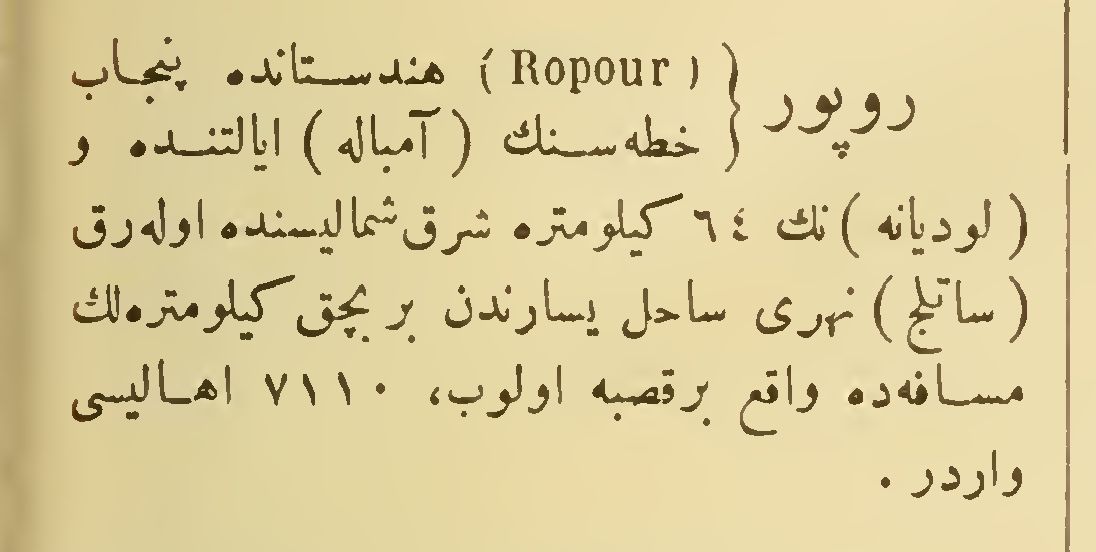 روپور { (Ropour) هندستانده پنجاب
خطه‌سنك (آمباله) ایالتنده و
(لودیانه) نك ٦٤ كیلومتره شرق شمالیسنده اوله‌رق
(ساتلج) نهری ساحل یسارندن بر بچق كیلومتره‌لك
مسافه‌ده واقع برقصبه اولوب، ٧١١٠ اهالیسی
واردر .